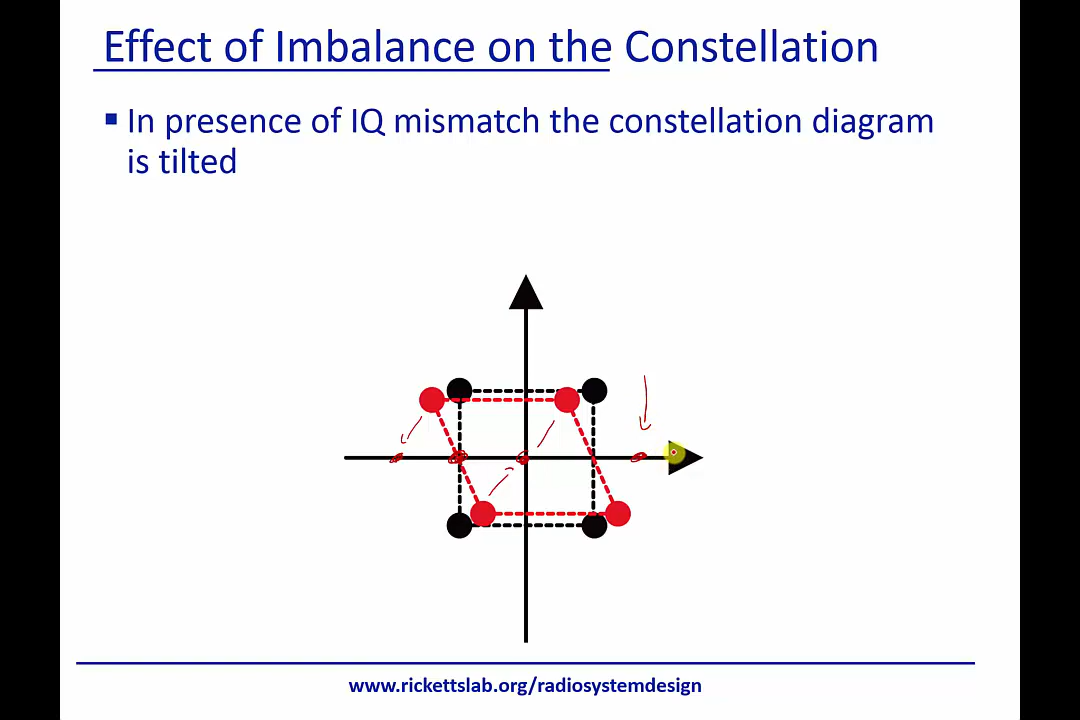 Effect of Imbalance on the Constellation
In presence of IQ mismatch the constellation diagram
is tilted
www.rickettslab.org/radiosystemdesign